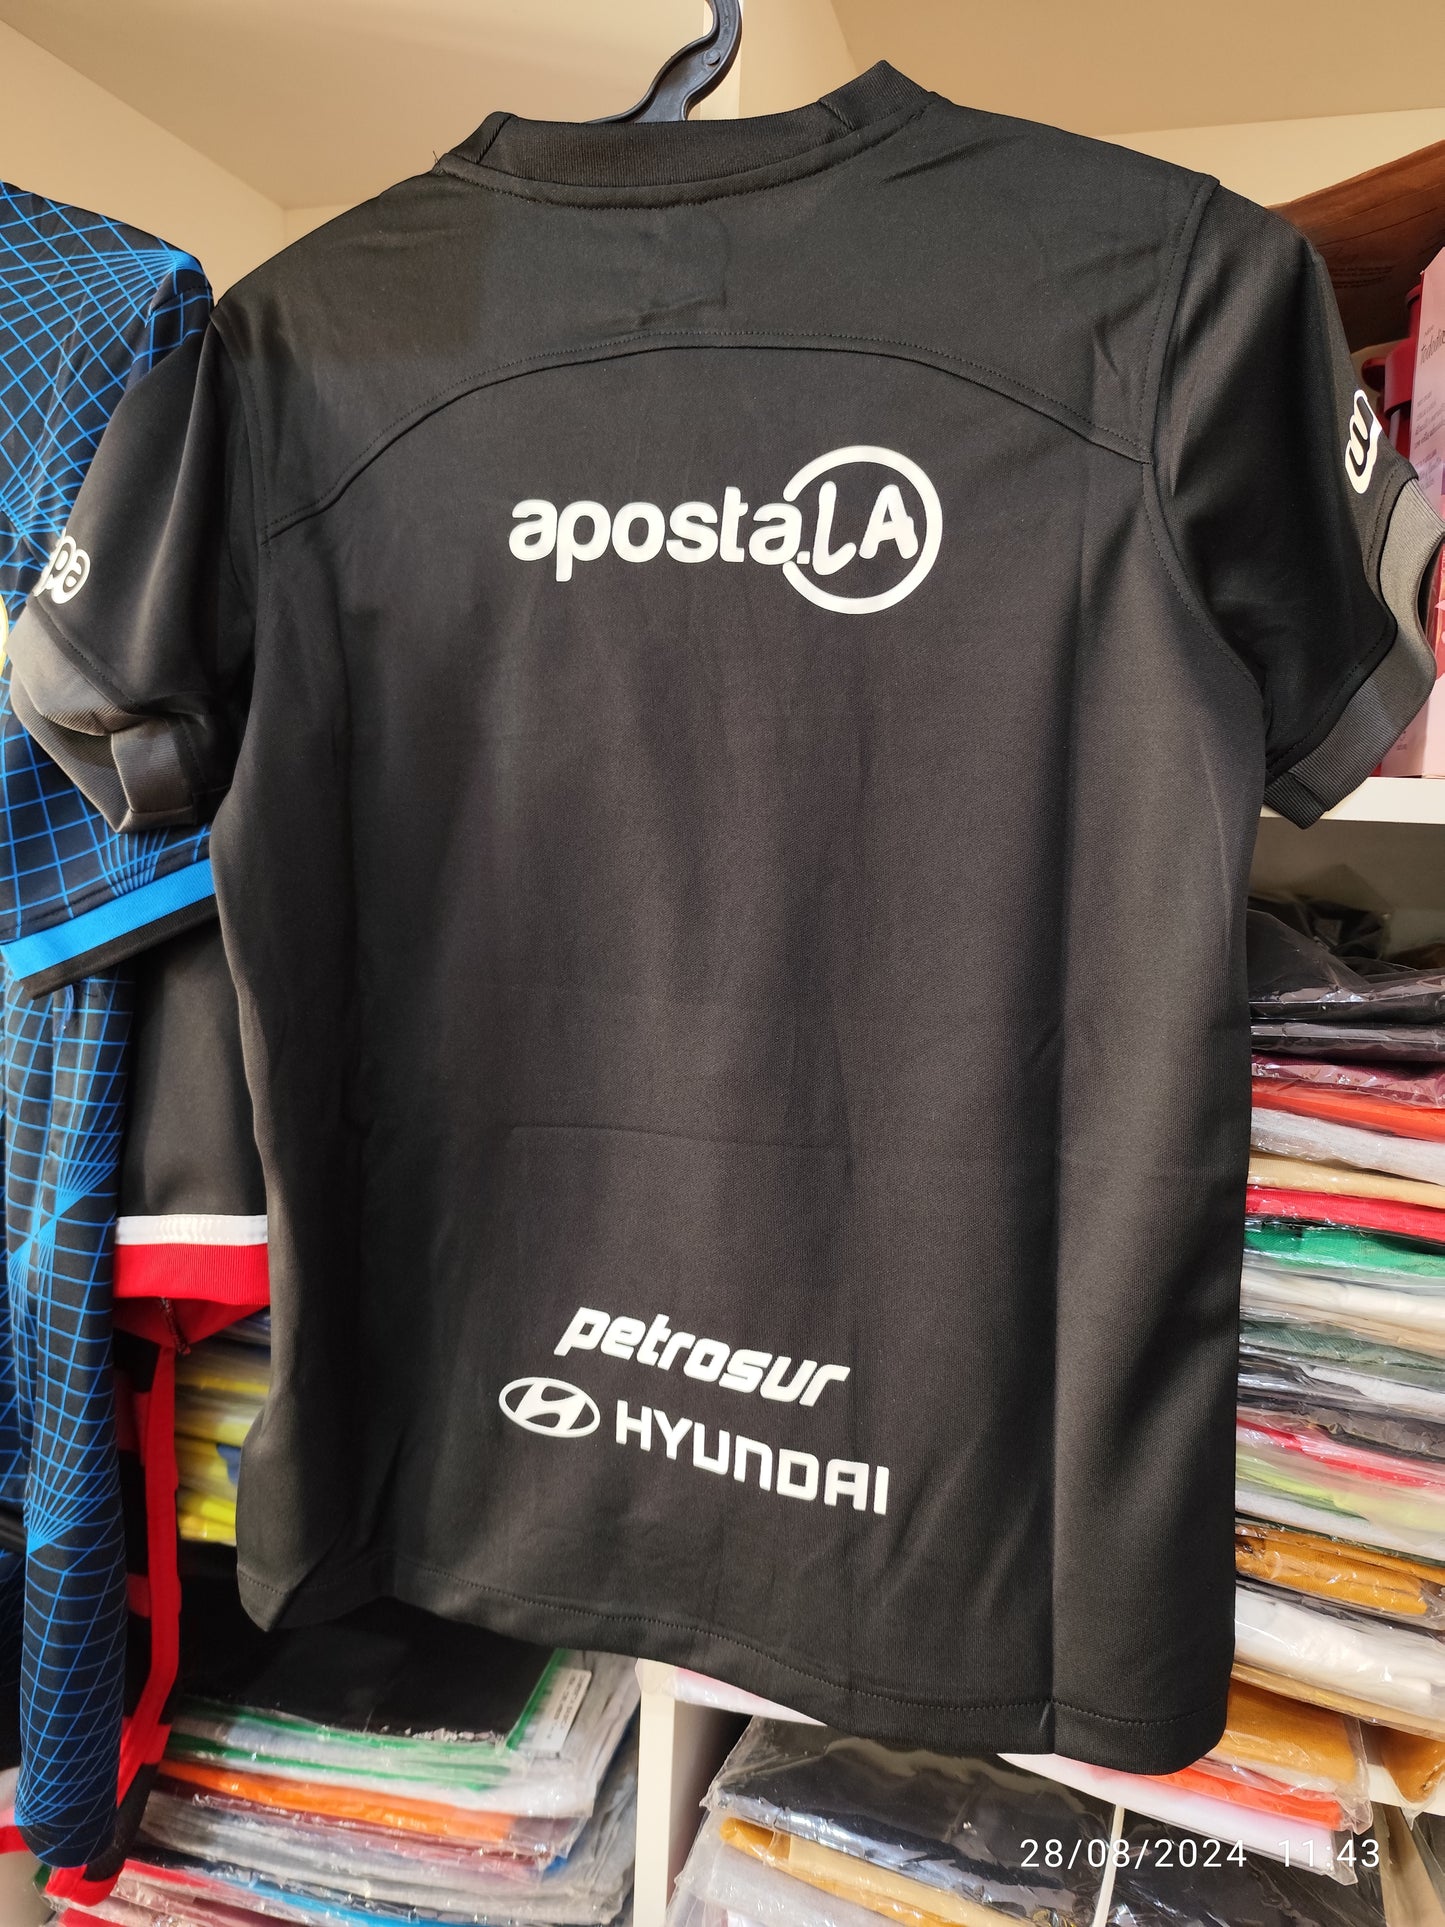 aposta.LA
petrosur
HYUNDAI
28/08/2024 11:43